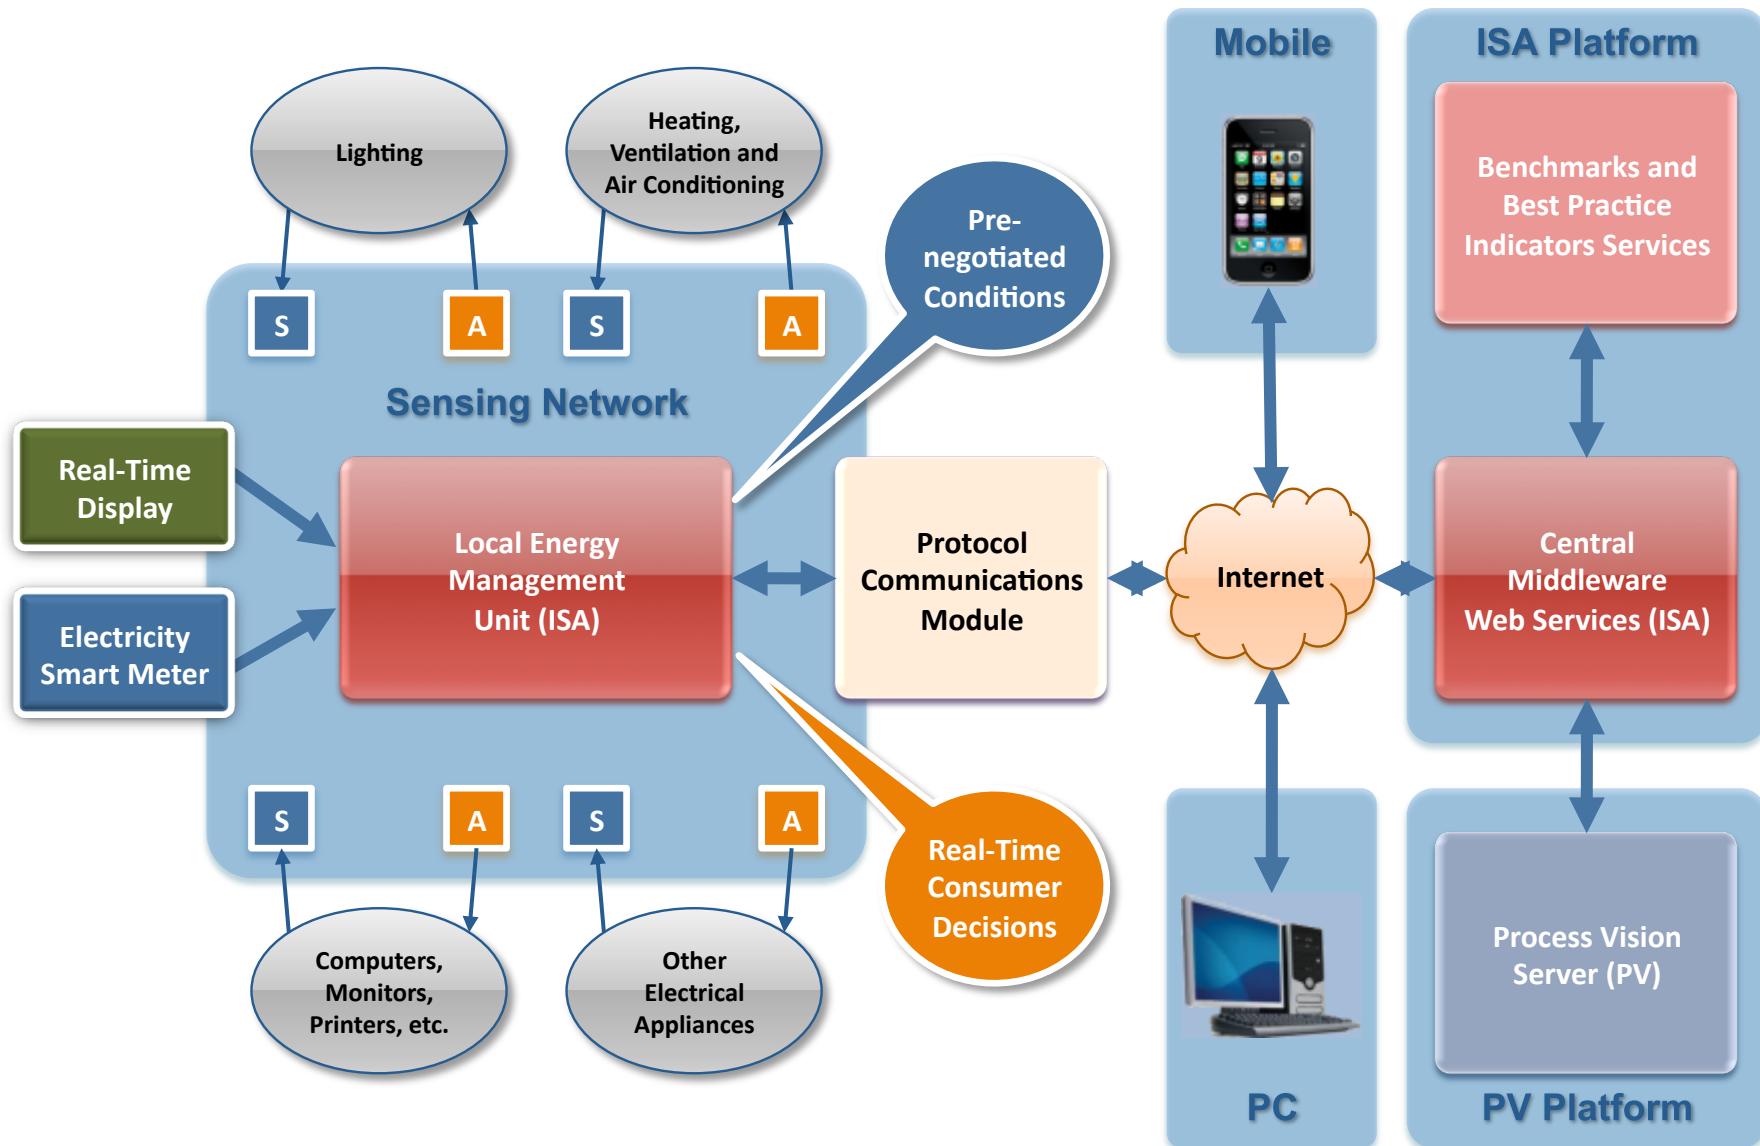 Mobile
ISA Platform
Lighting
Heating,
Ventilation and
Air Conditioning
Pre-
negotiated
Conditions
Benchmarks and
Best Practice
Indicators Services
S
A
S
A
Sensing Network
Real-Time
Display
Local Energy
Management
Unit (ISA)
Protocol
Communications
Module
Internet
Central
Middleware
Web Services (ISA)
Electricity
Smart Meter
S
A
S
A
Real-Time
Consumer
Decisions
Computers,
Monitors,
Printers, etc.
Other
Electrical
Appliances
Process Vision
Server (PV)
PC
PV Platform